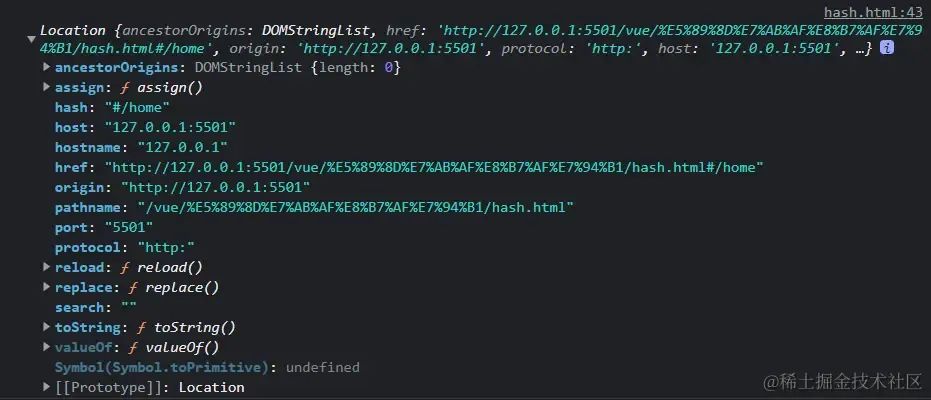 hash.html:43
Location {ancestorOrigins: DOMStringList, href: 'http://127.0.0.1:5501/vue/%E5%89%8D%E7%AB%AF%E8%B7%AF%E7%9
4%B1/hash.html#/home', origin: 'http://127.0.0.1:5501', protocol: 'http:', host: '127.0.0.1:5501', …} i
ancestorOrigins: DOMStringList {length: 0}
assign: ƒ assign()
hash: "#/home"
host: "127.0.0.1:5501"
hostname: "127.0.0.1"
href: "http://127.0.0.1:5501/vue/%E5%89%8D%E7%AB%AF%E8%B7%AF%E7%94%B1/hash.html#/home"
origin: "http://127.0.0.1:5501"
pathname: "/vue/%E5%89%8D%E7%AB%AF%E8%B7%AF%E7%94%B1/hash.html"
port: "5501"
protocol: "http:"
reload: ƒ reload()
replace: ƒ replace()
search: ""
toString: ƒ toString()
valueOf: ƒ valueOf()
Symbol(Symbol.toPrimitive): undefined
[[Prototype]]: Location
@稀土掘金技术社区